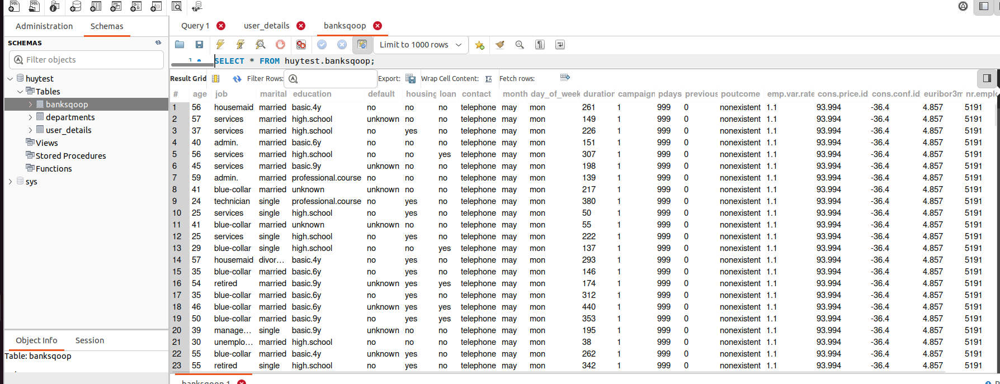 Administration Schemas
Query 1 user_details banksqoop
SCHEMAS
Filter objects
huytest
Tables
banksqoop
departments
user_details
Views
Stored Procedures
Functions
sys
Object Info Session
Table: banksqoop
Limit to 1000 rows
1 SELECT * FROM huytest.banksqoop;
Result Grid Filter Rows: Export: Wrap Cell Content: Fetch rows:
# age job marital education default housing loan contact month day_of_week duration campaign pdays previous poutcome emp.var.rate cons.price.id cons.conf.id euribor3m nr.emplo
1 56 housemaid married basic.4y no no no telephone may mon 261 1 999 0 nonexistent 1.1 93.994 -36.4 4.857 5191
2 57 services married high.school unknown no no telephone may mon 149 1 999 0 nonexistent 1.1 93.994 -36.4 4.857 5191
3 37 services married high.school no yes no telephone may mon 226 1 999 0 nonexistent 1.1 93.994 -36.4 4.857 5191
4 40 admin. married basic.6y no no no telephone may mon 151 1 999 0 nonexistent 1.1 93.994 -36.4 4.857 5191
5 56 services married high.school no no yes telephone may mon 307 1 999 0 nonexistent 1.1 93.994 -36.4 4.857 5191
6 45 services married basic.9y unknown no no telephone may mon 198 1 999 0 nonexistent 1.1 93.994 -36.4 4.857 5191
7 59 admin. married professional.course no no no telephone may mon 139 1 999 0 nonexistent 1.1 93.994 -36.4 4.857 5191
8 41 blue-collar married unknown unknown no no telephone may mon 217 1 999 0 nonexistent 1.1 93.994 -36.4 4.857 5191
9 24 technician single professional.course no yes no telephone may mon 380 1 999 0 nonexistent 1.1 93.994 -36.4 4.857 5191
10 25 services single high.school no yes no telephone may mon 50 1 999 0 nonexistent 1.1 93.994 -36.4 4.857 5191
11 41 blue-collar married unknown unknown no no telephone may mon 55 1 999 0 nonexistent 1.1 93.994 -36.4 4.857 5191
12 25 services single high.school no yes no telephone may mon 222 1 999 0 nonexistent 1.1 93.994 -36.4 4.857 5191
13 29 blue-collar single high.school no no yes telephone may mon 137 1 999 0 nonexistent 1.1 93.994 -36.4 4.857 5191
14 57 housemaid divor... basic.4y no yes no telephone may mon 293 1 999 0 nonexistent 1.1 93.994 -36.4 4.857 5191
15 35 blue-collar married basic.6y no yes no telephone may mon 146 1 999 0 nonexistent 1.1 93.994 -36.4 4.857 5191
16 54 retired married basic.9y unknown yes yes telephone may mon 174 1 999 0 nonexistent 1.1 93.994 -36.4 4.857 5191
17 35 blue-collar married basic.6y no yes no telephone may mon 312 1 999 0 nonexistent 1.1 93.994 -36.4 4.857 5191
18 46 blue-collar married basic.6y unknown yes yes telephone may mon 440 1 999 0 nonexistent 1.1 93.994 -36.4 4.857 5191
19 50 blue-collar married basic.9y no yes yes telephone may mon 353 1 999 0 nonexistent 1.1 93.994 -36.4 4.857 5191
20 39 manage... single basic.9y unknown no no telephone may mon 195 1 999 0 nonexistent 1.1 93.994 -36.4 4.857 5191
21 30 unemplo... married high.school no no no telephone may mon 38 1 999 0 nonexistent 1.1 93.994 -36.4 4.857 5191
22 55 blue-collar married basic.4y unknown yes no telephone may mon 262 1 999 0 nonexistent 1.1 93.994 -36.4 4.857 5191
23 55 retired single high.school no yes no telephone may mon 342 1 999 0 nonexistent 1.1 93.994 -36.4 4.857 5191
banksqoop 1